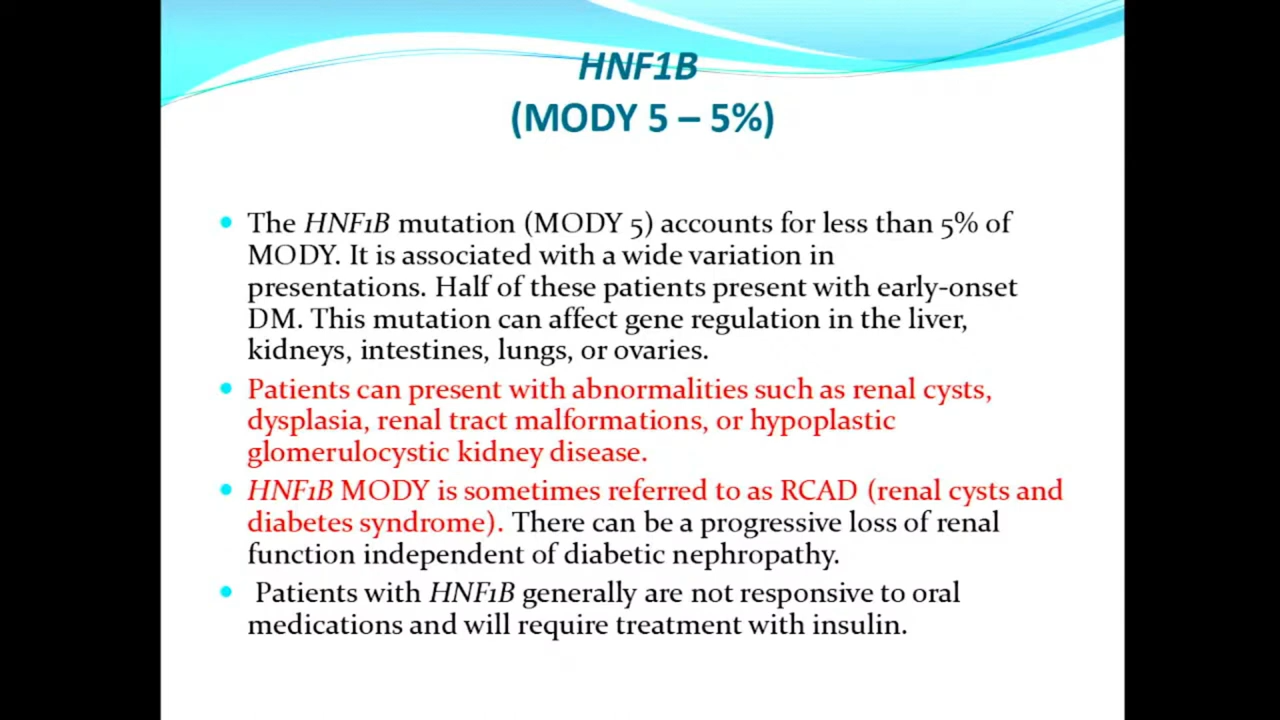 HNF1B
(MODY 5 – 5%)
The HNF1B mutation (MODY 5) accounts for less than 5% of
MODY. It is associated with a wide variation in
presentations. Half of these patients present with early-onset
DM. This mutation can affect gene regulation in the liver,
kidneys, intestines, lungs, or ovaries.
Patients can present with abnormalities such as renal cysts,
dysplasia, renal tract malformations, or hypoplastic
glomerulocystic kidney disease.
HNF1B MODY is sometimes referred to as RCAD (renal cysts and
diabetes syndrome). There can be a progressive loss of renal
function independent of diabetic nephropathy.
Patients with HNF1B generally are not responsive to oral
medications and will require treatment with insulin.